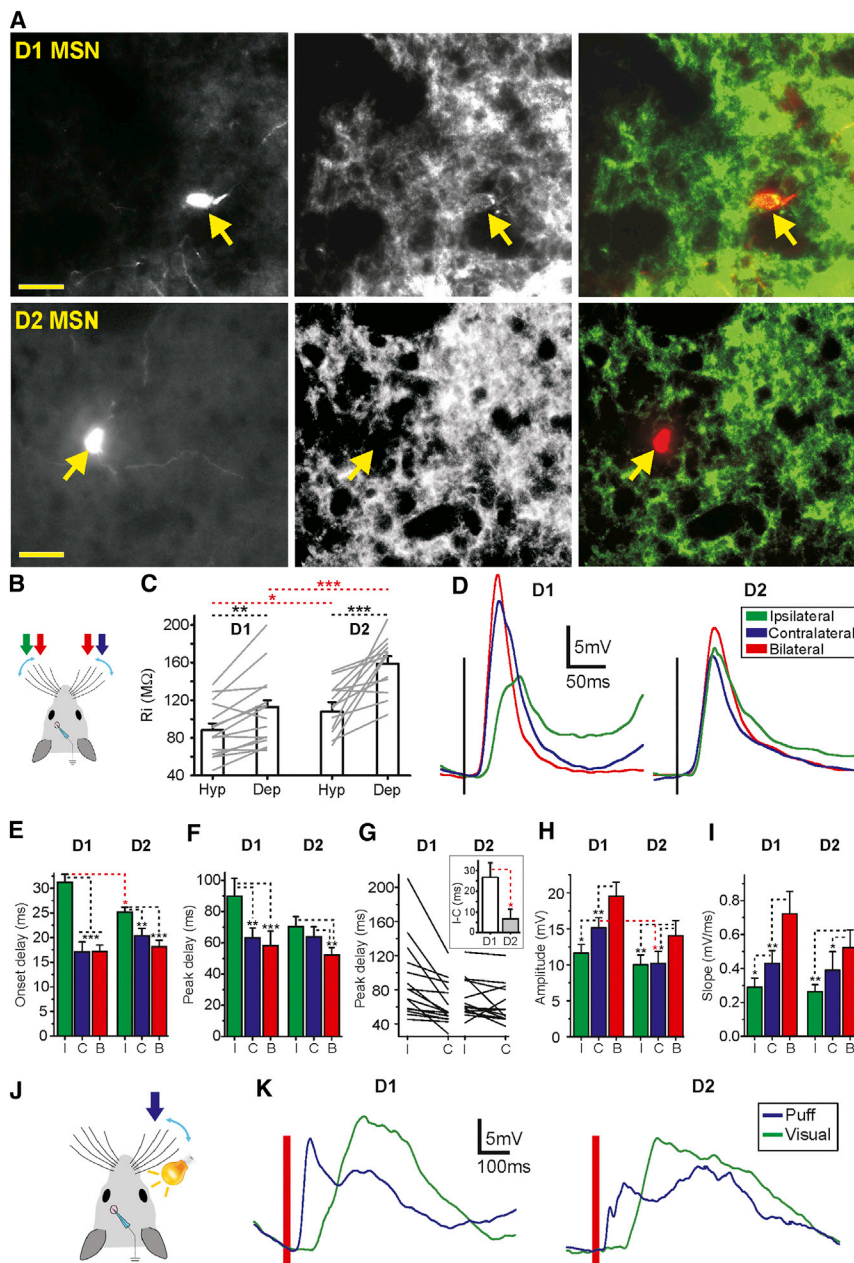 A
D1 MSN
D2 MSN
B
C
Ri (MΩ)
200
160
120
80
40
** 
*
***
***
D1
D2
Hyp
Dep
Hyp
Dep
D
D1
D2
5mV
50ms
Ipsilateral
Contralateral
Bilateral
E
D1
D2
Onset delay (ms)
30
25
20
15
10
5
0
***
*
**
***
I
C
B
I
C
B
F
D1
D2
Peak delay (ms)
100
80
60
40
20
0
**
***
**
I
C
B
I
C
B
G
D1
D2
Peak delay (ms)
200
160
120
80
40
I-C (ms)
30
20
10
0
*
D1
D2
I
C
I
C
H
D1
D2
Amplitude (mV)
20
15
10
5
0
*
**
**
**
I
C
B
I
C
B
I
D1
D2
Slope (mV/ms)
0.8
0.6
0.4
0.2
0.0
*
**
**
*
I
C
B
I
C
B
J
K
D1
D2
5mV
100ms
Puff
Visual